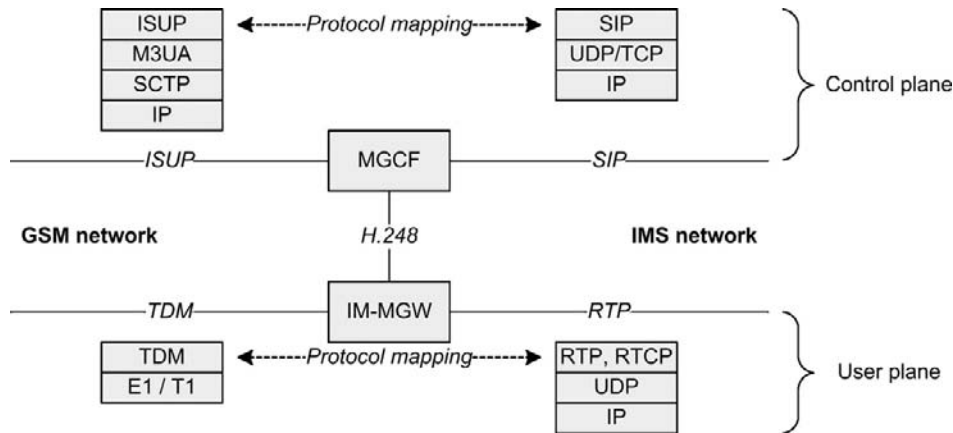 ISUP Protocol mapping SIP
M3UA UDP/TCP
SCTP IP
IP
Control plane
ISUP MGCF SIP
GSM network H.248 IMS network
TDM IM-MGW RTP
TDM Protocol mapping RTP, RTCP
E1 / T1 UDP
IP
User plane